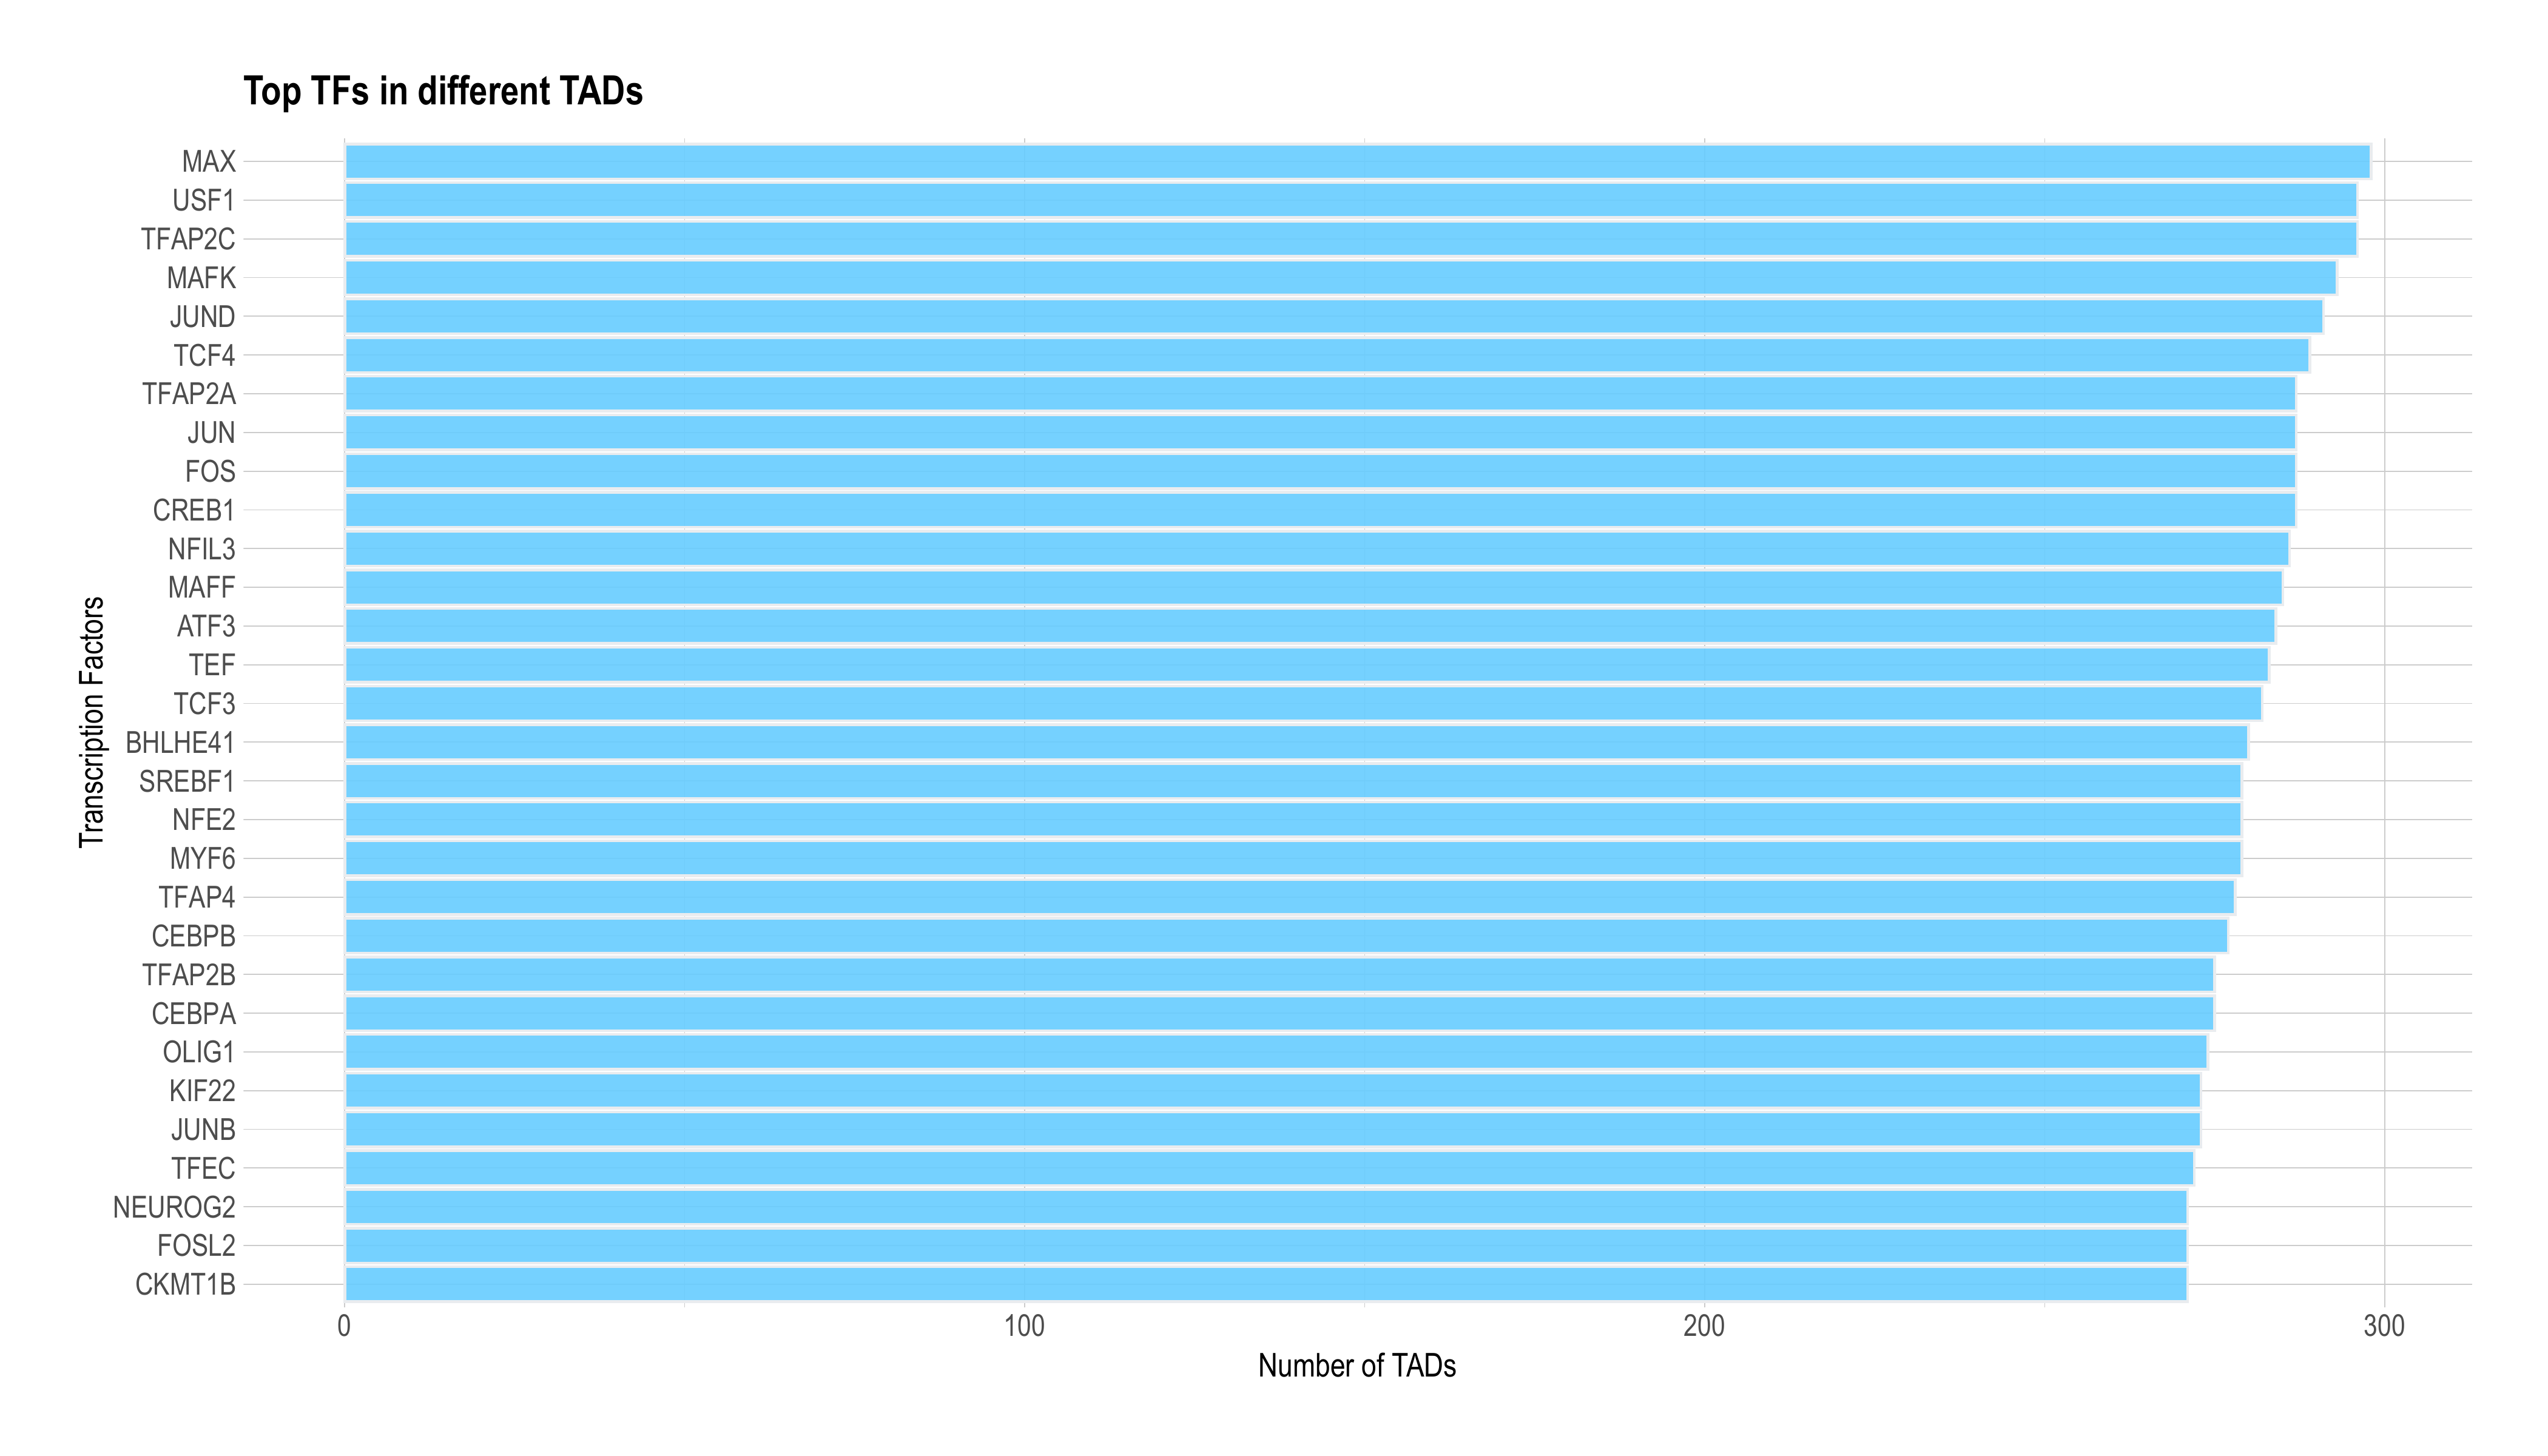 Top TFs in different TADs
Transcription Factors
MAX
USF1
TFAP2C
MAFK
JUND
TCF4
TFAP2A
JUN
FOS
CREB1
NFIL3
MAFF
ATF3
TEF
TCF3
BHLHE41
SREBF1
NFE2
MYF6
TFAP4
CEBPB
TFAP2B
CEBPA
OLIG1
KIF22
JUNB
TFEC
NEUROG2
FOSL2
CKMT1B
0 100 200 300
Number of TADs